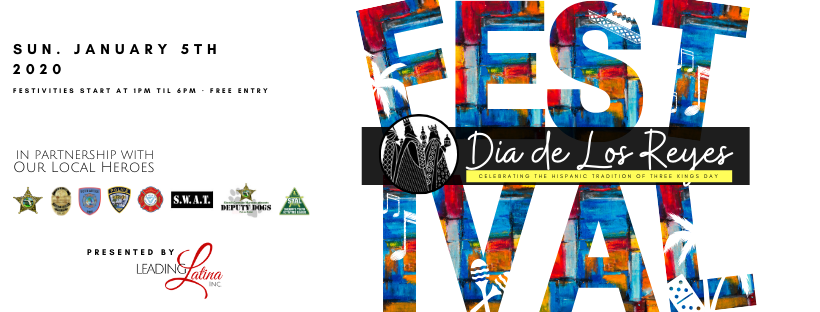 SUN. JANUARY 5TH
2020
FESTIVITIES START AT 1PM TIL 6PM · FREE ENTRY
IN PARTNERSHIP WITH
OUR LOCAL HEROES
S.W.A.T.
DEPUTY DOGS
PRESENTED BY
LEADING Latina
INC
FEST
Dia de Los Reyes
CELEBRATING THE HISPANIC TRADITION OF THREE KINGS DAY
IVAL